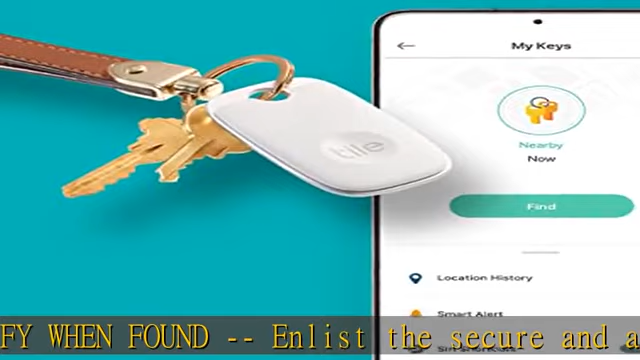 My Keys
tile
Nearby
Now
Find
Location History
Smart Alert
FY WHEN FOUND -- Enlist the secure and a